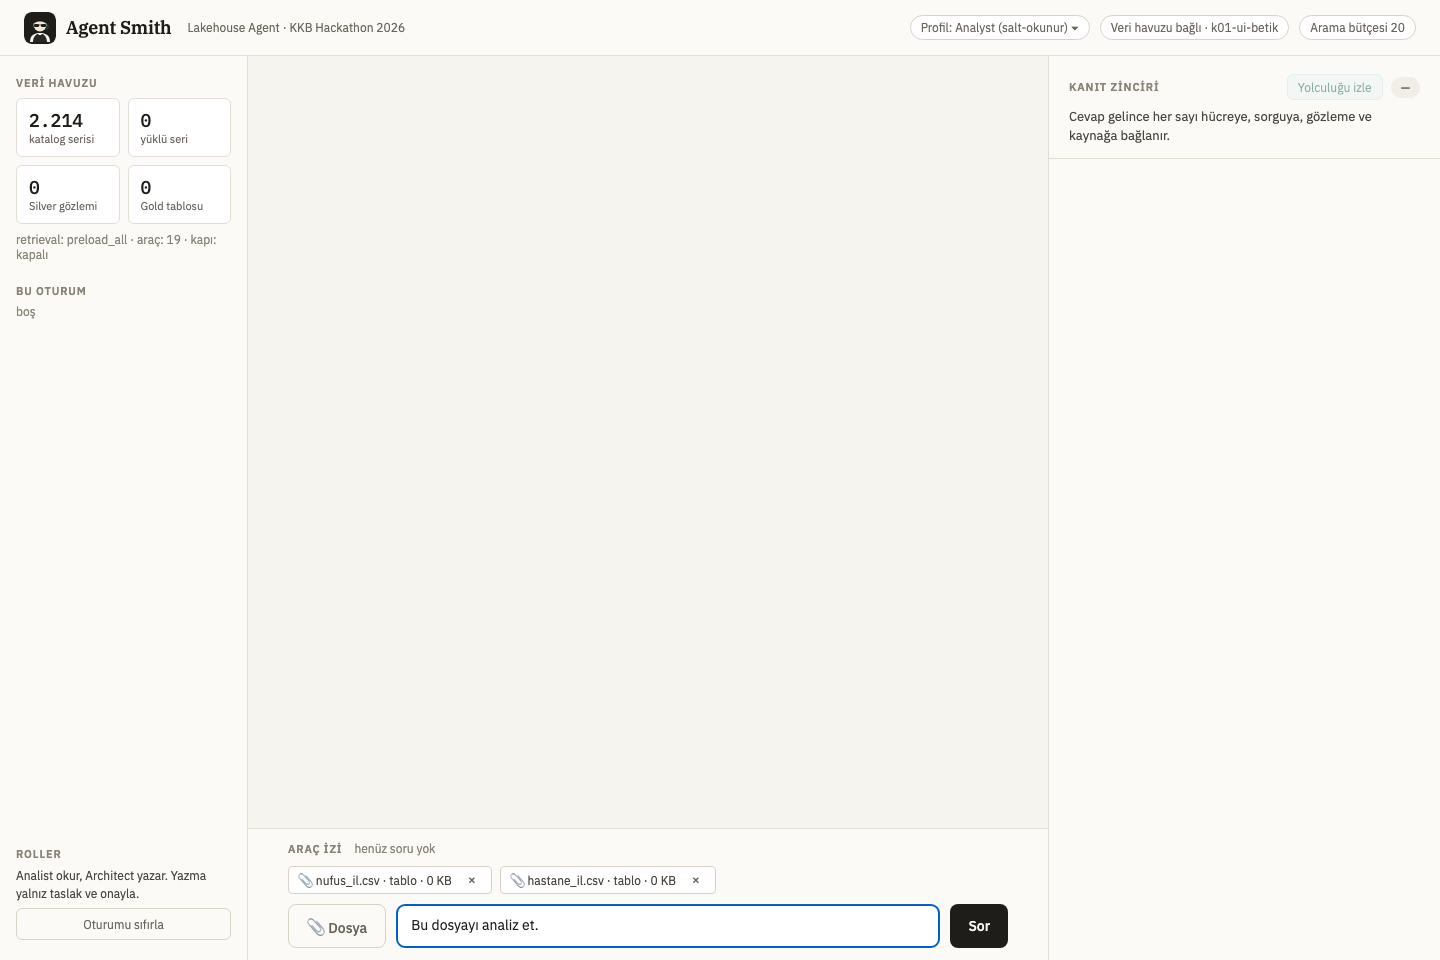 Agent Smith
Lakehouse Agent · KKB Hackathon 2026
Profil: Analyst (salt-okunur)
Veri havuzu bağlı · k01-ui-betik
Arama bütçesi 20
VERİ HAVUZU
2.214
katalog serisi
0
yüklü seri
0
Silver gözlemi
0
Gold tablosu
retrieval: preload_all · araç: 19 · kapı:
kapalı
BU OTURUM
boş
ROLLER
Analist okur, Architect yazar. Yazma
yalnız taslak ve onayla.
Oturumu sıfırla
ARAÇ İZİ henüz soru yok
nufus_il.csv · tablo · 0 KB ×
hastane_il.csv · tablo · 0 KB ×
Dosya
Bu dosyayı analiz et.
Sor
KANIT ZİNCİRİ
Yolculuğu izle
—
Cevap gelince her sayı hücreye, sorguya, gözleme ve
kaynağa bağlanır.